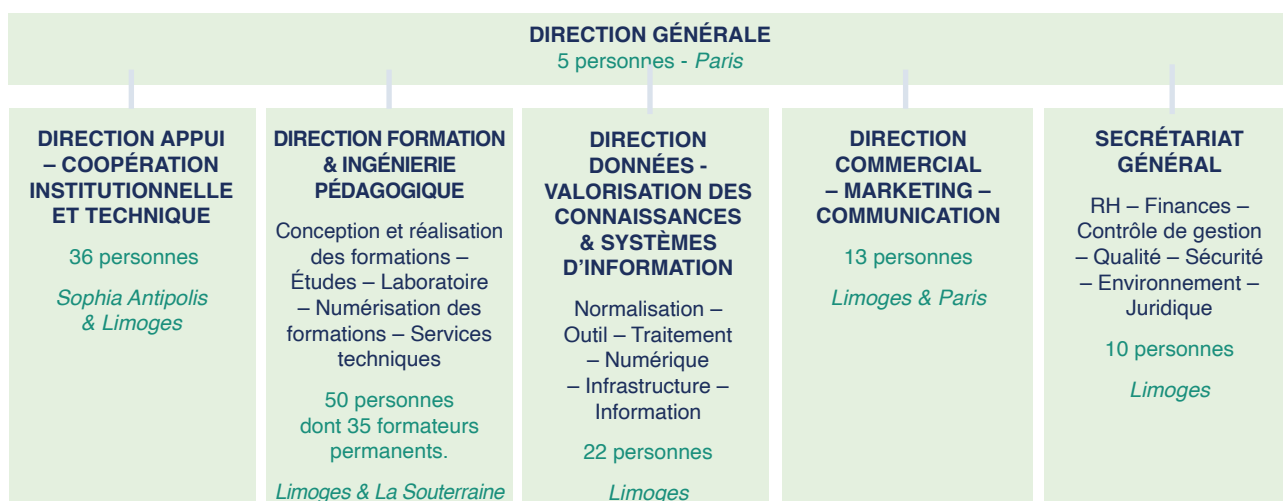 DIRECTION GÉNÉRALE
5 personnes - Paris
DIRECTION APPUI
– COOPÉRATION
INSTITUTIONNELLE
ET TECHNIQUE
36 personnes
Sophia Antipolis
& Limoges
DIRECTION FORMATION
& INGÉNIERIE
PÉDAGOGIQUE
Conception et réalisation
des formations –
Études – Laboratoire
– Numérisation des
formations – Services
techniques
50 personnes
dont 35 formateurs
permanents.
Limoges & La Souterraine
DIRECTION
DONNÉES -
VALORISATION DES
CONNAISSANCES
& SYSTÈMES
D’INFORMATION
Normalisation –
Outil – Traitement
– Numérique
– Infrastructure –
Information
22 personnes
Limoges
DIRECTION
COMMERCIAL
– MARKETING –
COMMUNICATION
13 personnes
Limoges & Paris
SECRÉTARIAT
GÉNÉRAL
RH – Finances –
Contrôle de gestion
– Qualité – Sécurité
– Environnement –
Juridique
10 personnes
Limoges